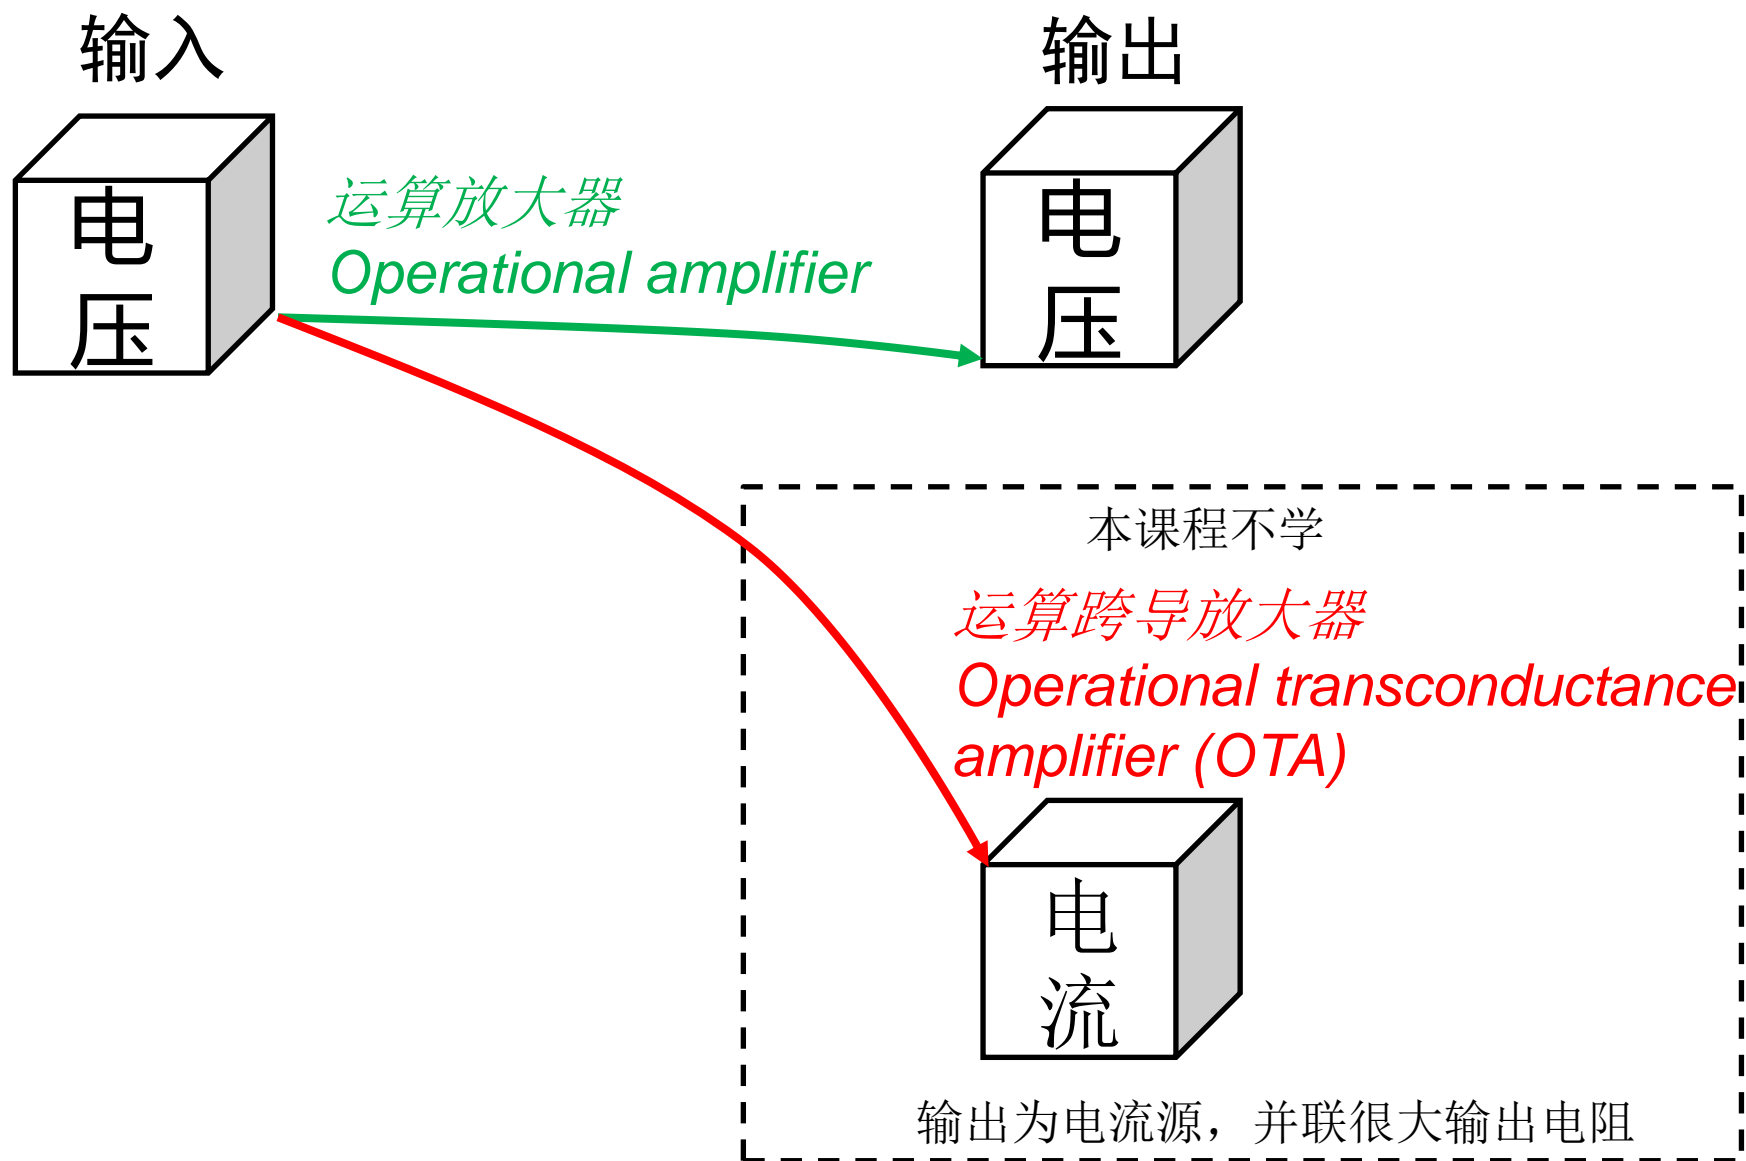 输入
输出
电
压
运算放大器
Operational amplifier
电
压
本课程不学
运算跨导放大器
Operational transconductance
amplifier (OTA)
电
流
输出为电流源，并联很大输出电阻